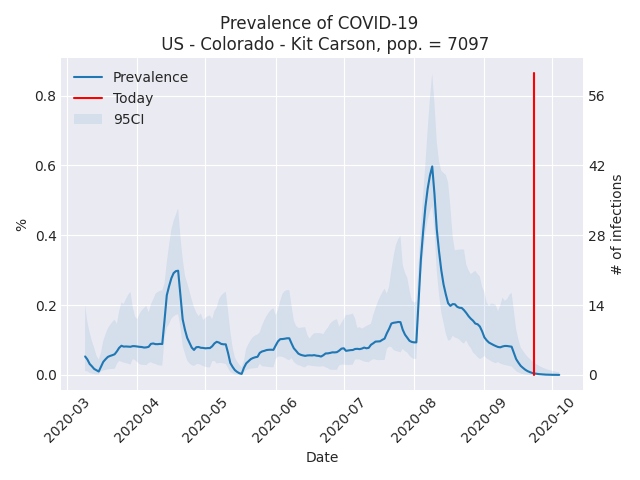 Prevalence of COVID-19
US - Colorado - Kit Carson, pop. = 7097
Prevalence
Today
95CI
0.8
0.6
0.4
0.2
0.0
%
56
42
28
14
0
# of infections
2020-03
2020-04
2020-05
2020-06
2020-07
2020-08
2020-09
2020-10
Date